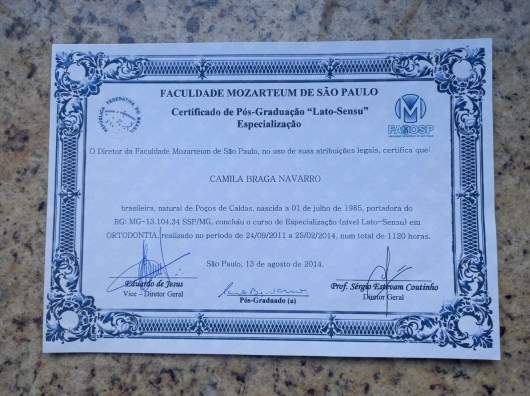 FACULDADE MOZARTEUM DE SÃO PAULO
Certificado de Pós-Graduação "Lato-Sensu"
Especialização
REPÚBLICA FEDERATIVA DO BRASIL
FAMOSP
O Diretor da Faculdade Mozarteum de São Paulo, no uso de suas atribuições legais, certifica que:
CAMILA BRAGA NAVARRO
brasileira, natural de Poços de Caldas, nascida a 01 de julho de 1985, portadora do
RG: MG-13.104.34 SSP/MG, concluiu o curso de Especialização (nível Lato-Sensu) em
ORTODONTIA, realizado no período de 24/09/2011 a 25/02/2014, num total de 1120 horas.
São Paulo, 13 de agosto de 2014.
Eduardo de Jesus
Vice - Diretor Geral
Pós-Graduado (a)
Prof. Sérgio Estevam Coutinho
Diretor Geral